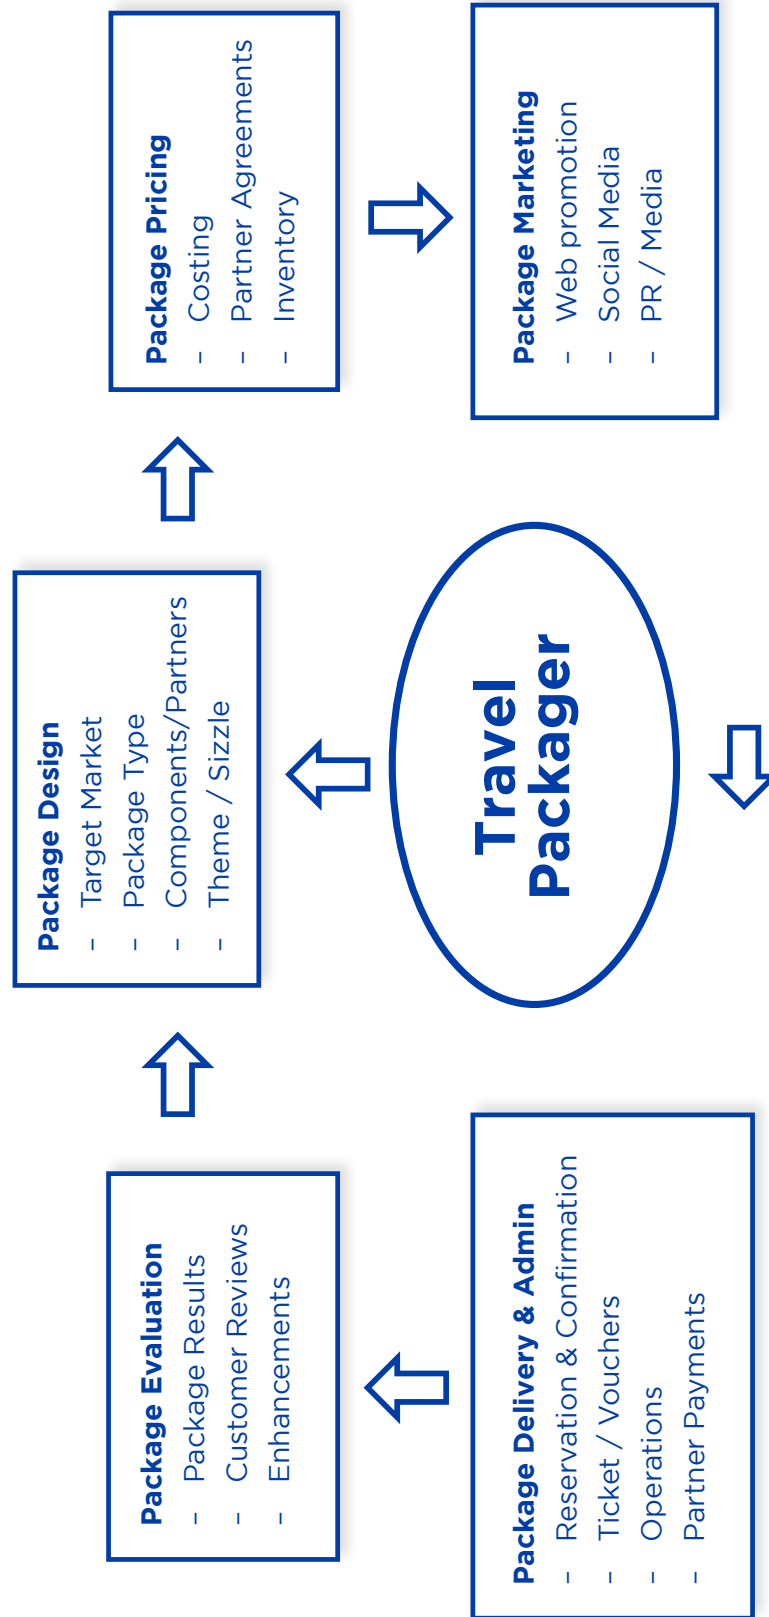 Package Evaluation
– Package Results
– Customer Reviews
– Enhancements
Package Design
– Target Market
– Package Type
– Components/Partners
– Theme / Sizzle
Package Pricing
– Costing
– Partner Agreements
– Inventory
Travel
Packager
Package Delivery & Admin
– Reservation & Confirmation
– Ticket / Vouchers
– Operations
– Partner Payments
Package Marketing
– Web promotion
– Social Media
– PR / Media